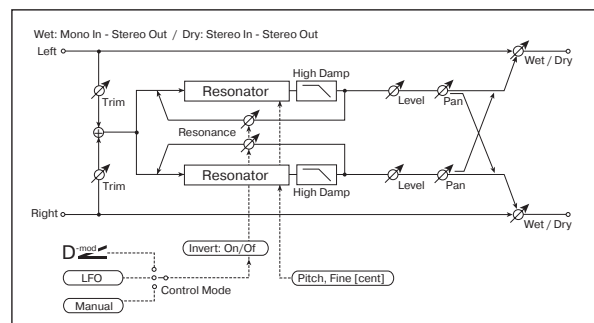 Wet: Mono In - Stereo Out / Dry: Stereo In - Stereo Out
Left
Wet / Dry
Trim
High Damp
Resonator
Level
Pan
Resonance
Resonator
High Damp
Level
Pan
Trim
Right
Wet / Dry
D-mod
Invert: On/Of
LFO
Pitch, Fine [cent]
Control Mode
Manual